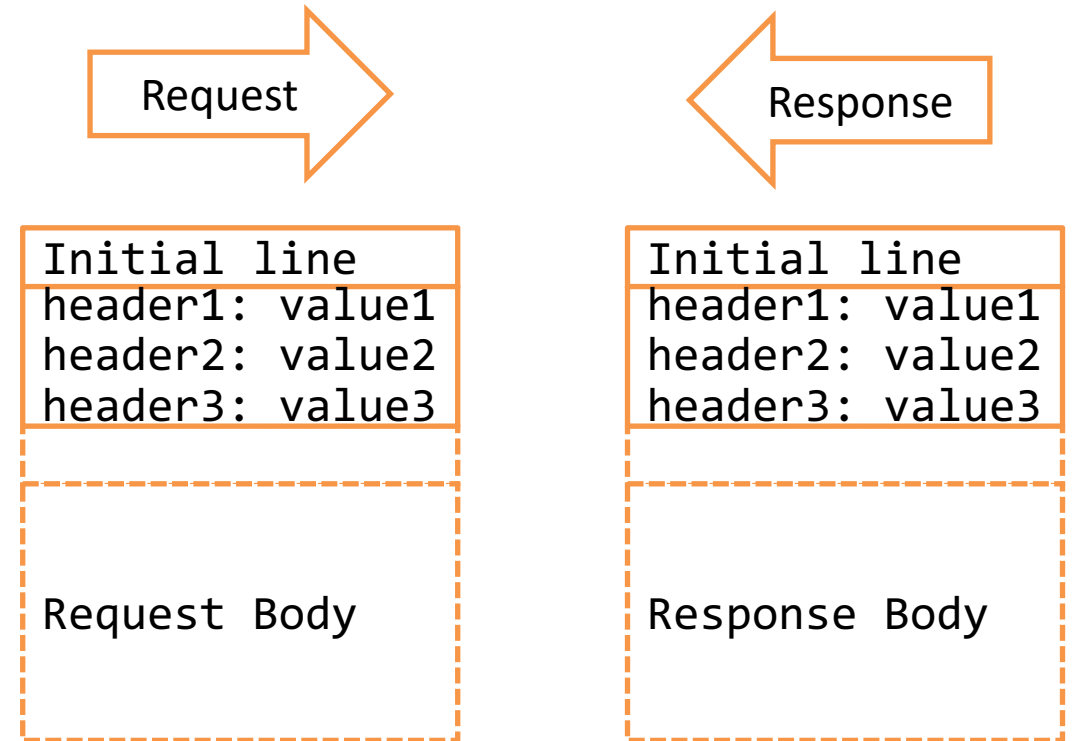 Request
Response
Initial line
header1: value1
header2: value2
header3: value3
Request Body
Initial line
header1: value1
header2: value2
header3: value3
Response Body